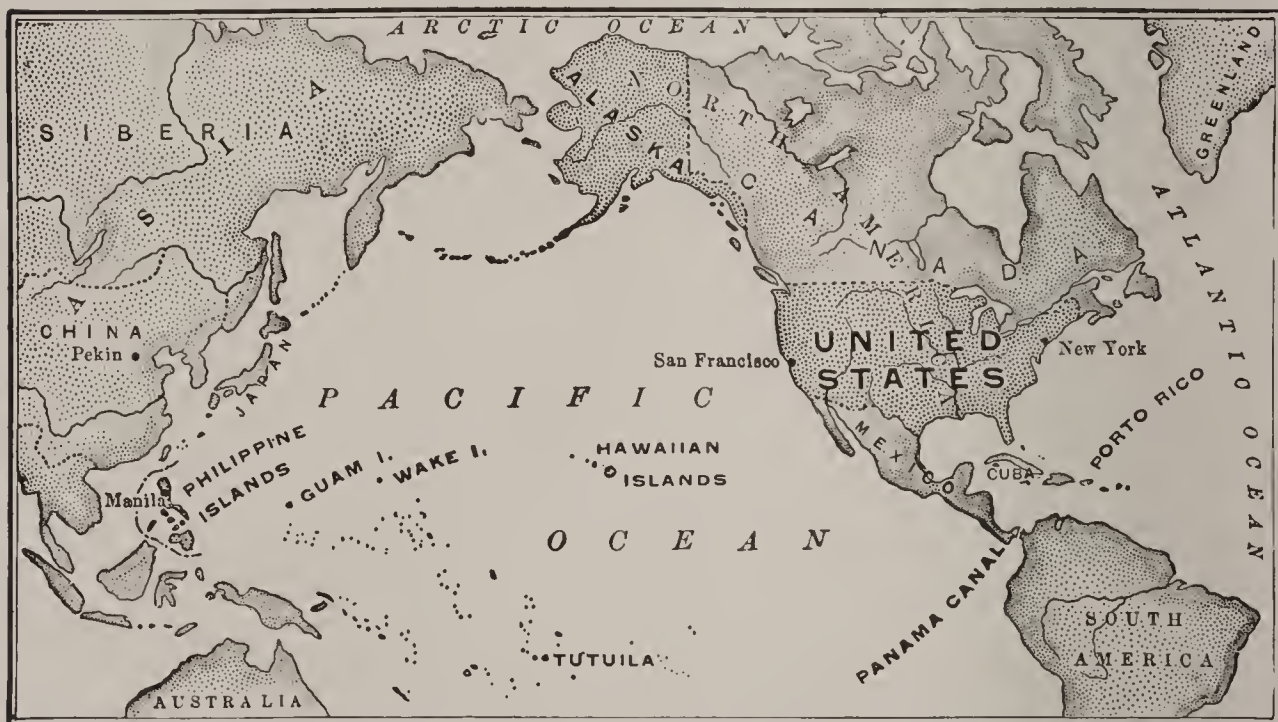 ARCTIC OCEAN
GREENLAND
SIBERIA
ASIA
ALASKA
NORTH AMERICA
CANADA
ATLANTIC OCEAN
CHINA
Pekin
JAPAN
San Francisco
UNITED
STATES
New York
PACIFIC
OCEAN
PHILIPPINE
ISLANDS
Manila
GUAM I.
WAKE I.
HAWAIIAN
ISLANDS
MEXICO
CUBA
PORTO RICO
PANAMA CANAL
SOUTH
AMERICA
TUTUILA
AUSTRALIA